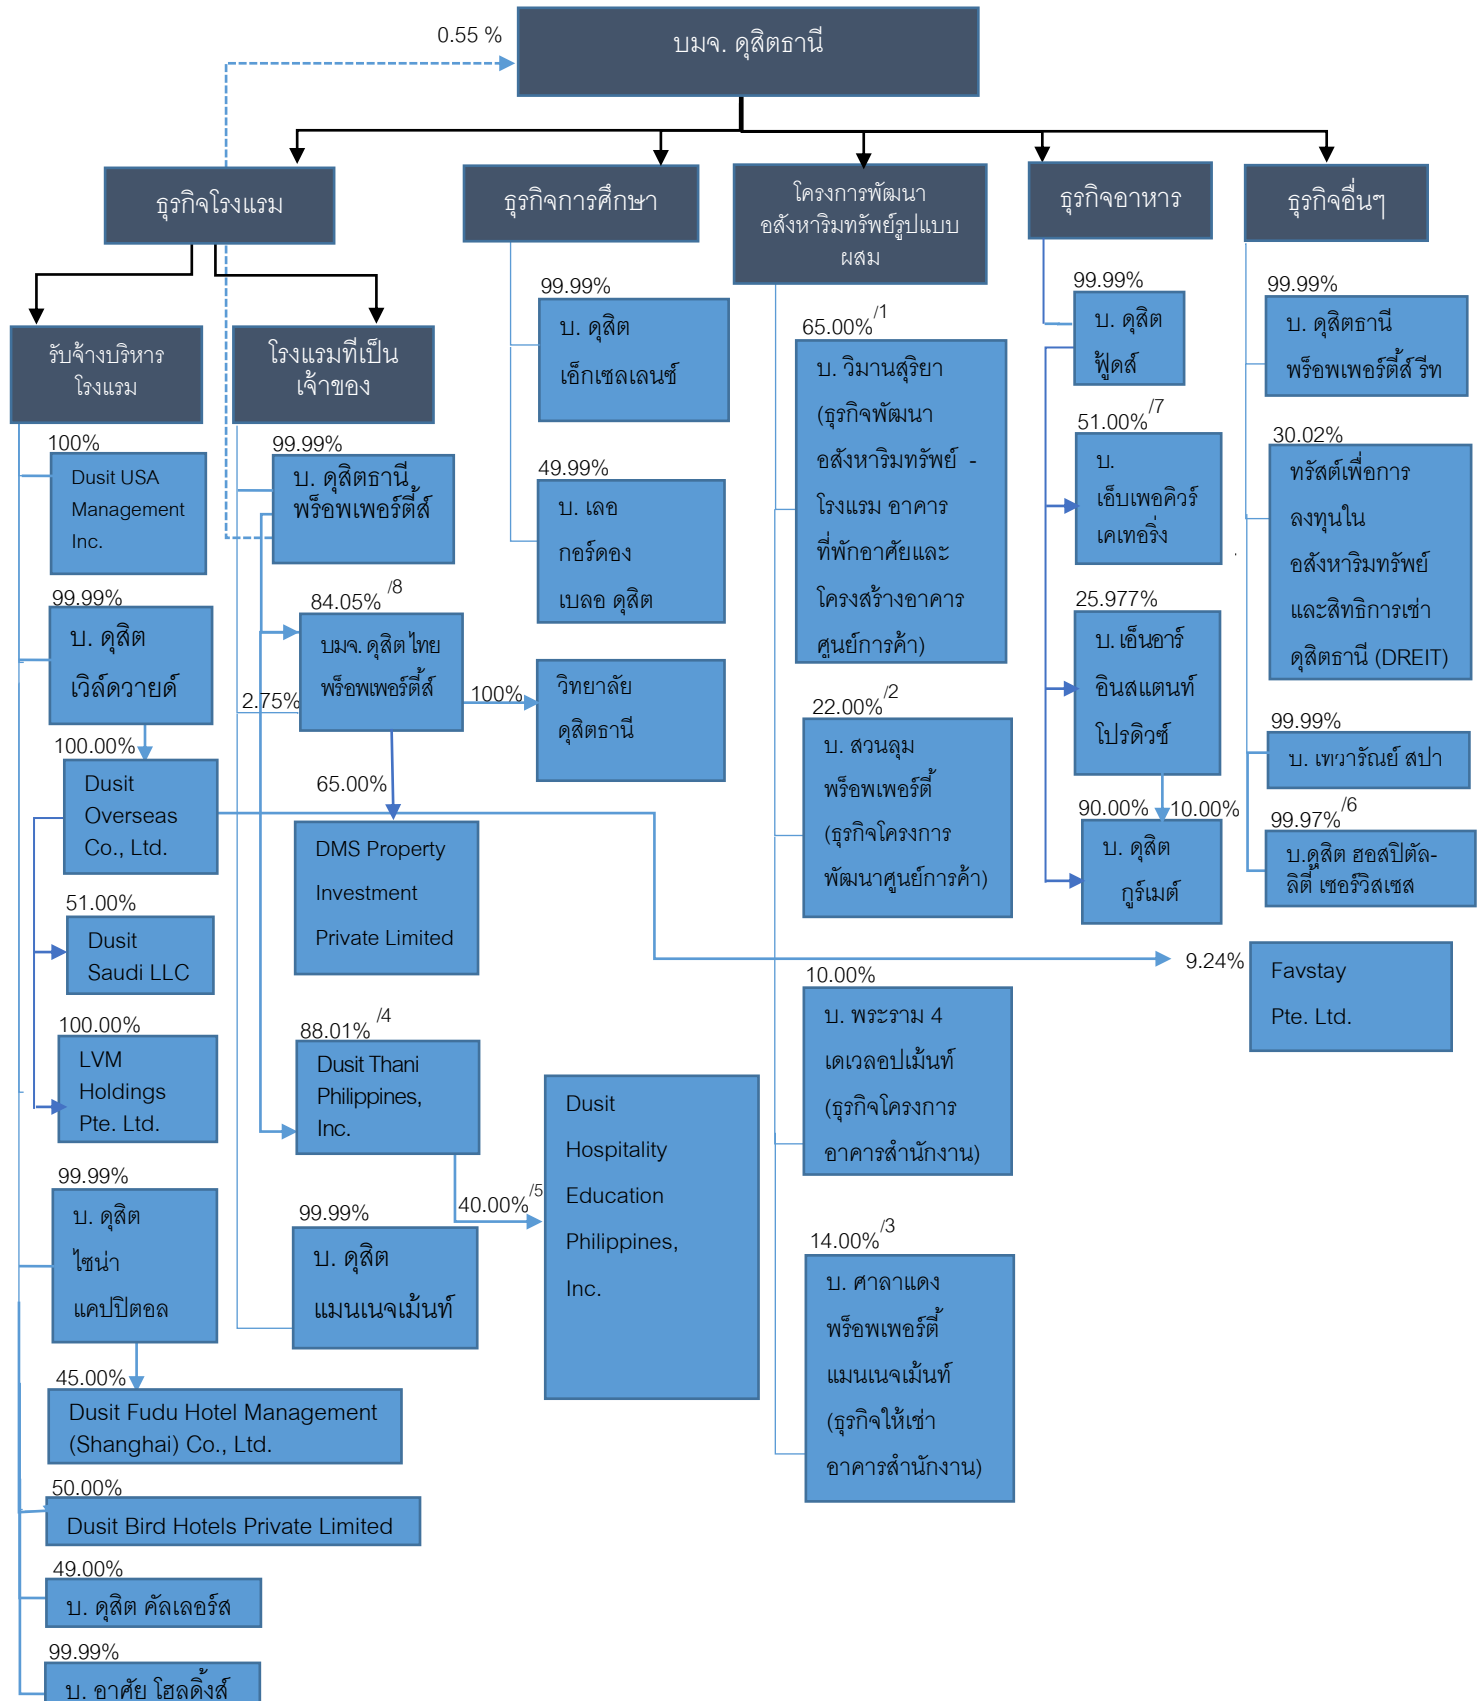 0.55 %
บมจ. ดุสิตธานี
ธุรกิจโรงแรม
ธุรกิจการศึกษา
โครงการพัฒนา
อสังหาริมทรัพย์รูปแบบ
ผสม
ธุรกิจอาหาร
ธุรกิจอื่นๆ
รับจ้างบริหาร
โรงแรม
โรงแรมที่เป็น
เจ้าของ
100%
Dusit USA
Management
Inc.
99.99%
บ. ดุสิต
เวิล์ดวายด์
100.00%
Dusit
Overseas
Co., Ltd.
51.00%
Dusit
Saudi LLC
100.00%
LVM
Holdings
Pte. Ltd.
99.99%
บ. ดุสิต
ไชน่า
แคปปิตอล
45.00%
Dusit Fudu Hotel Management
(Shanghai) Co., Ltd.
50.00%
Dusit Bird Hotels Private Limited
49.00%
บ. ดุสิต คัลเลอร์ส
99.99%
บ. อาศัย โฮลดิ้งส์
99.99%
บ. ดุสิตธานี
พร็อพเพอร์ตี้ส์
84.05% /8
บมจ. ดุสิต ไทย
พร็อพเพอร์ตี้ส์
2.75%
100%
65.00%
DMS Property
Investment
Private Limited
88.01% /4
Dusit Thani
Philippines,
Inc.
40.00% /5
99.99%
บ. ดุสิต
แมนเนจเม้นท์
99.99%
บ. ดุสิต
เอ็กเซลเลนซ์
49.99%
บ. เลอ
กอร์ดอง
เบลอ ดุสิต
วิทยาลัย
ดุสิตธานี
Dusit
Hospitality
Education
Philippines,
Inc.
65.00% /1
บ. วิมานสุริยา
(ธุรกิจพัฒนา
อสังหาริมทรัพย์ -
โรงแรม อาคาร
ที่พักอาศัยและ
โครงสร้างอาคาร
ศูนย์การค้า)
22.00% /2
บ. สวนลุม
พร็อพเพอร์ตี้
(ธุรกิจโครงการ
พัฒนาศูนย์การค้า)
10.00%
บ. พระราม 4
เดเวลอปเม้นท์
(ธุรกิจโครงการ
อาคารสำนักงาน)
14.00% /3
บ. ศาลาแดง
พร็อพเพอร์ตี้
แมนเนจเม้นท์
(ธุรกิจให้เช่า
อาคารสำนักงาน)
99.99%
บ. ดุสิต
ฟู้ดส์
51.00% /7
บ.
เอ็บเพอคิวร์
เคเทอริ่ง
25.977%
บ. เอ็นอาร์
อินสแตนท์
โปรดิวซ์
90.00% 10.00%
บ. ดุสิต
กูร์เมต์
99.99%
บ. ดุสิตธานี
พร็อพเพอร์ตี้ส์ รีท
30.02%
ทรัสต์เพื่อการ
ลงทุนใน
อสังหาริมทรัพย์
และสิทธิการเช่า
ดุสิตธานี (DREIT)
99.99%
บ. เทวารัณย์ สปา
99.97% /6
บ.ดุสิต ฮอสปิตัล-
ลิตี้ เซอร์วิสเซส
9.24%
Favstay
Pte. Ltd.